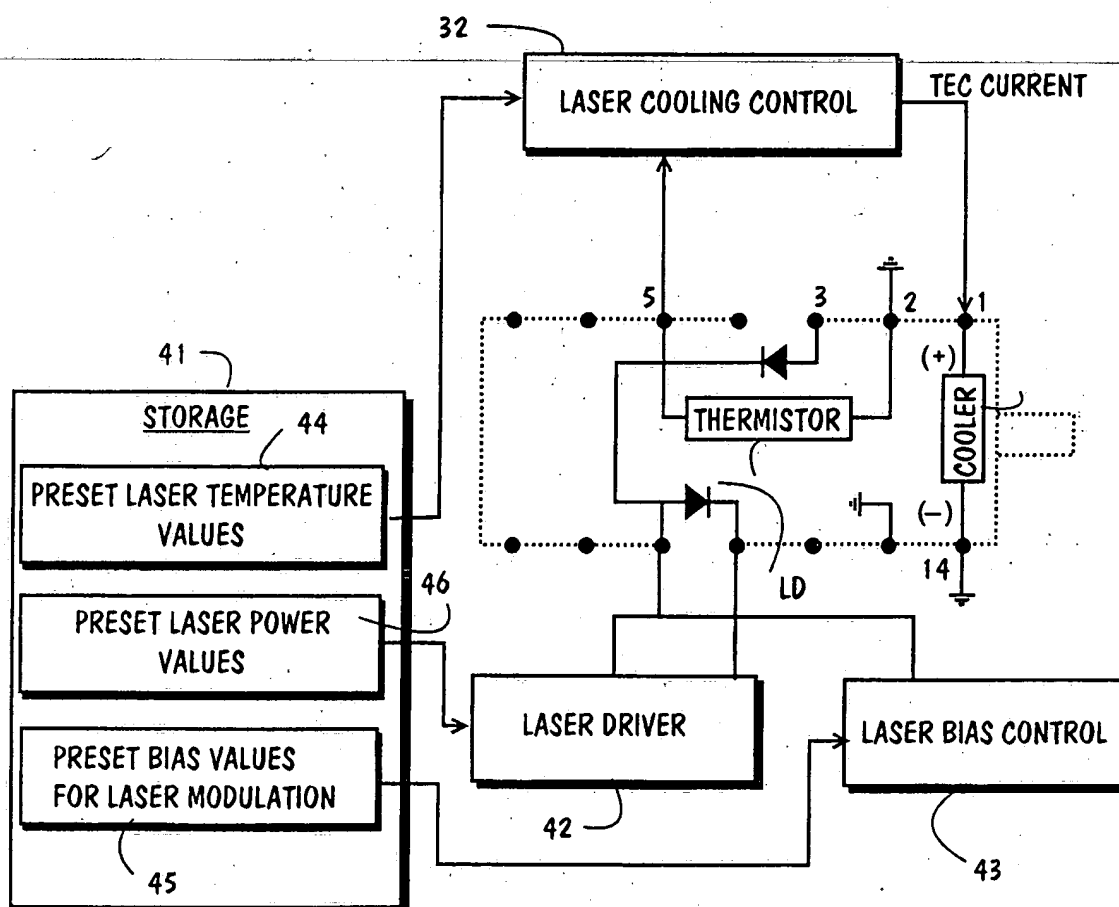 32
LASER COOLING CONTROL
TEC CURRENT
5
3
2
1
(+)
THERMISTOR
COOLER
(–)
14
LD
41
STORAGE
44
PRESET LASER TEMPERATURE
VALUES
46
PRESET LASER POWER
VALUES
PRESET BIAS VALUES
FOR LASER MODULATION
45
LASER DRIVER
42
LASER BIAS CONTROL
43